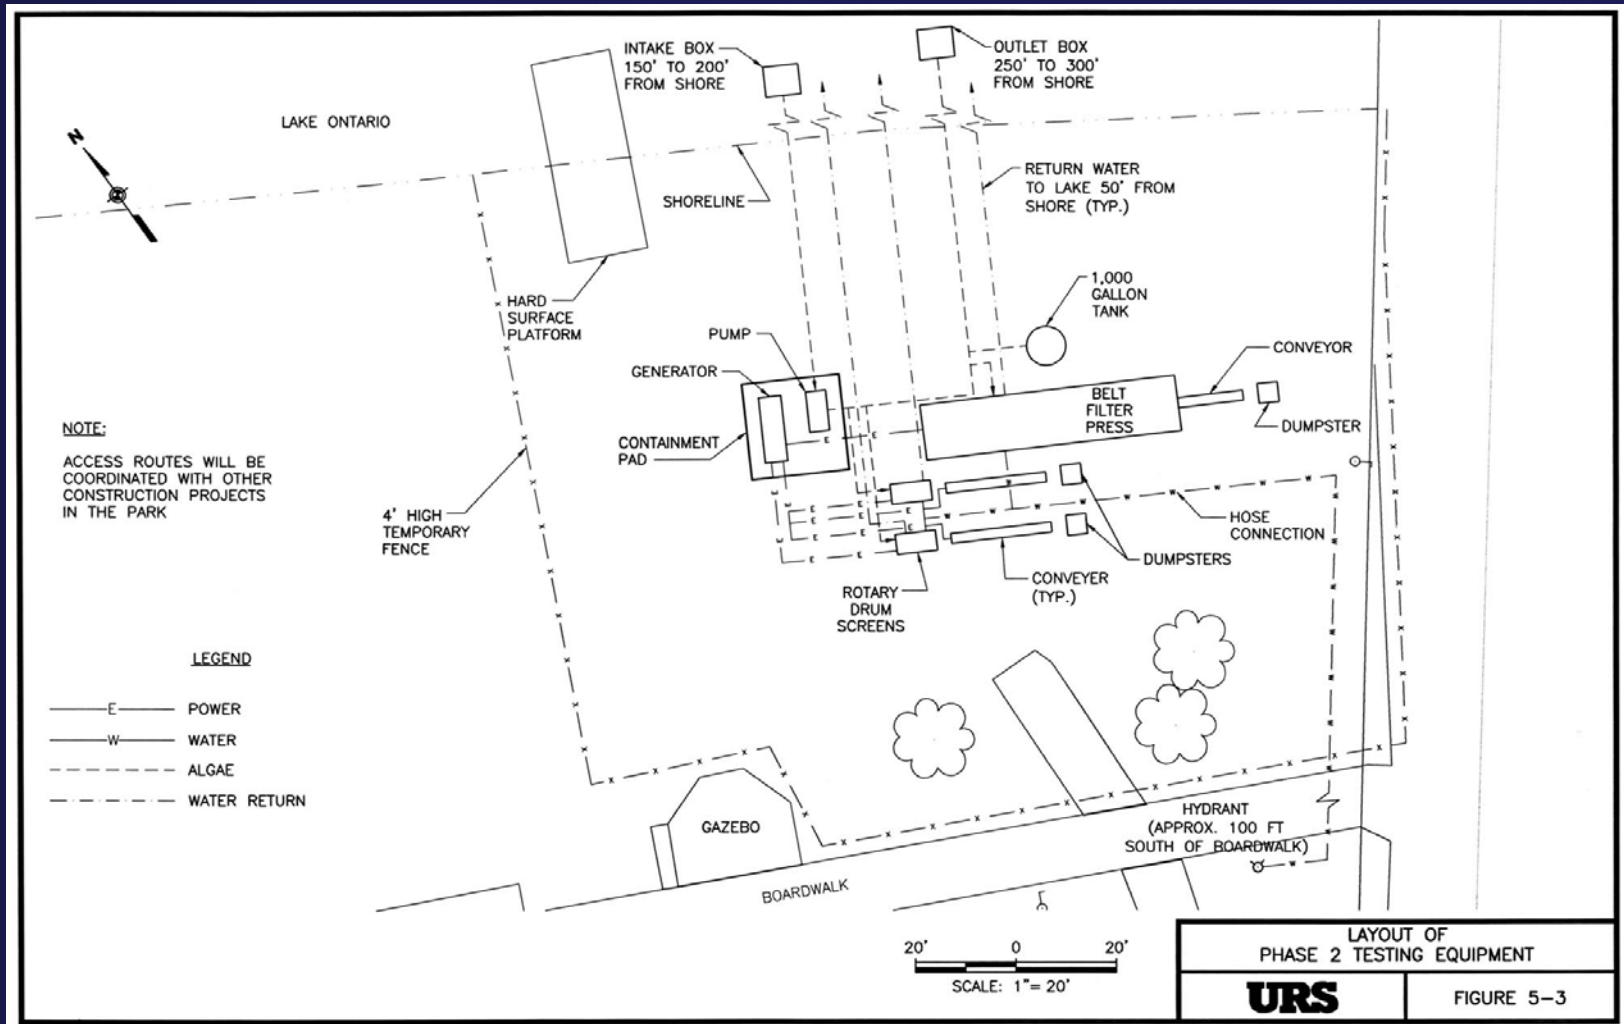 INTAKE BOX
150' TO 200'
FROM SHORE
OUTLET BOX
250' TO 300'
FROM SHORE
LAKE ONTARIO
N
SHORELINE
RETURN WATER
TO LAKE 50' FROM
SHORE (TYP.)
HARD
SURFACE
PLATFORM
1,000
GALLON
TANK
PUMP
GENERATOR
CONVEYOR
BELT
FILTER
PRESS
DUMPSTER
CONTAINMENT
PAD
NOTE:
ACCESS ROUTES WILL BE
COORDINATED WITH OTHER
CONSTRUCTION PROJECTS
IN THE PARK
4' HIGH
TEMPORARY
FENCE
HOSE
CONNECTION
DUMPSTERS
CONVEYER
(TYP.)
ROTARY
DRUM
SCREENS
LEGEND
E POWER
W WATER
ALGAE
WATER RETURN
GAZEBO
HYDRANT
(APPROX. 100 FT
SOUTH OF BOARDWALK)
BOARDWALK
20' 0 20'
SCALE: 1"= 20'
LAYOUT OF
PHASE 2 TESTING EQUIPMENT
URS
FIGURE 5-3